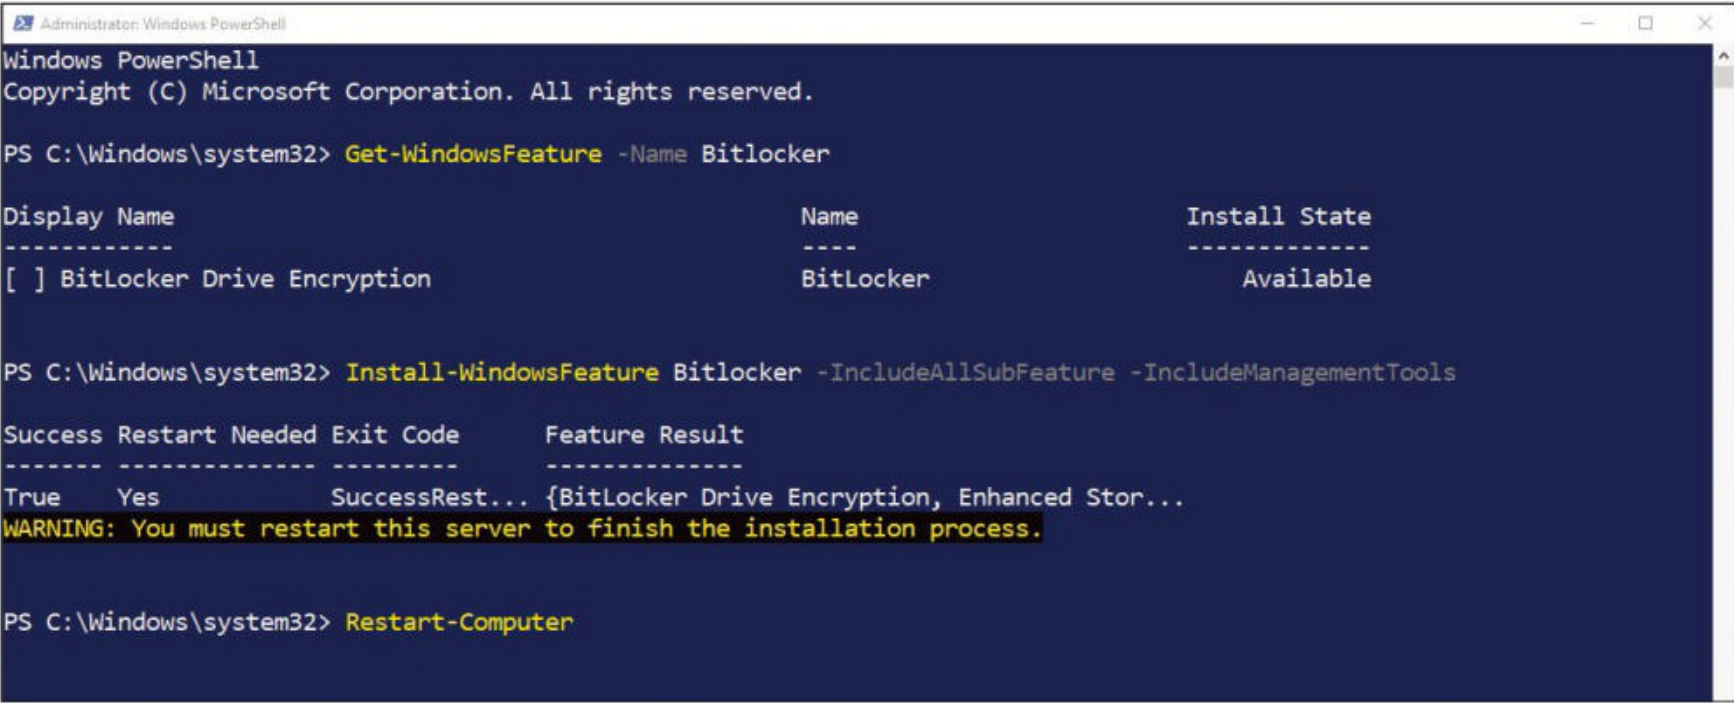 Administrator: Windows PowerShell
Windows PowerShell
Copyright (C) Microsoft Corporation. All rights reserved.
PS C:\Windows\system32> Get-WindowsFeature -Name Bitlocker
Display Name Name Install State
------------ ---- -------------
[ ] BitLocker Drive Encryption BitLocker Available
PS C:\Windows\system32> Install-WindowsFeature Bitlocker -IncludeAllSubFeature -IncludeManagementTools
Success Restart Needed Exit Code Feature Result
------- -------------- --------- --------------
True Yes SuccessRest... {BitLocker Drive Encryption, Enhanced Stor...
WARNING: You must restart this server to finish the installation process.
PS C:\Windows\system32> Restart-Computer